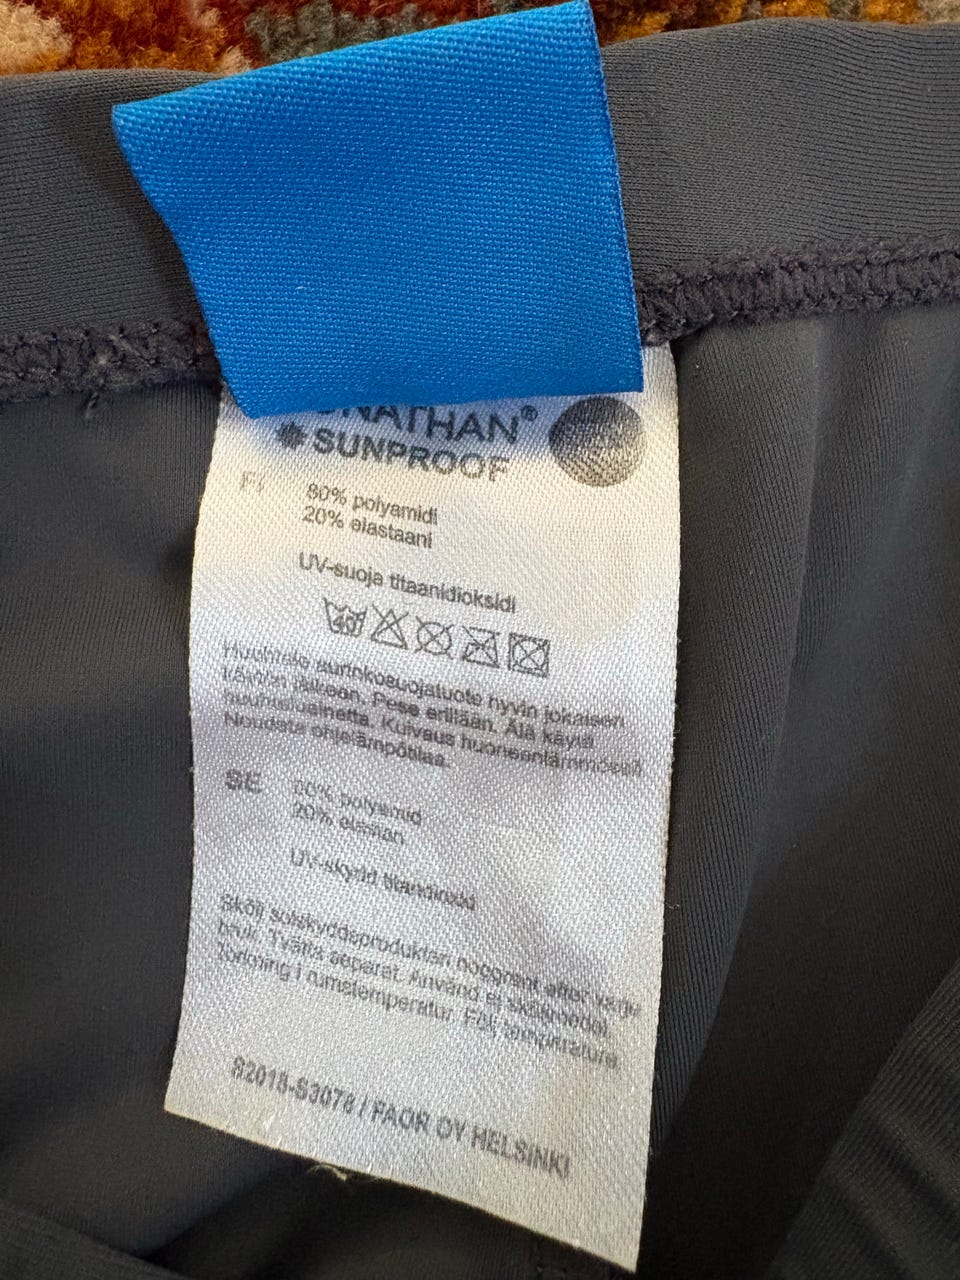 NATHAN®
SUNPROOF
FI
80% polyamidi
20% elastaani
UV-suoja titaanidioksidi
40
Huuhtele aurinkosuojatuote hyvin jokaisen
käytön jälkeen. Pese erillään. Älä käytä
huuhteluainetta. Kuivaus huoneenlämmössä
Noudata ohjelämpötilaa.
SE
80% polyamid
20% elastan
UV-skydd titandioxid
Skölj solskyddsprodukten noggrant efter varje
bruk. Tvätta separat. Använd ej sköljmedel.
Torkning i rumstemperatur. Följ temperaturen.
S2018-S3078 / FAOR OY HELSINKI